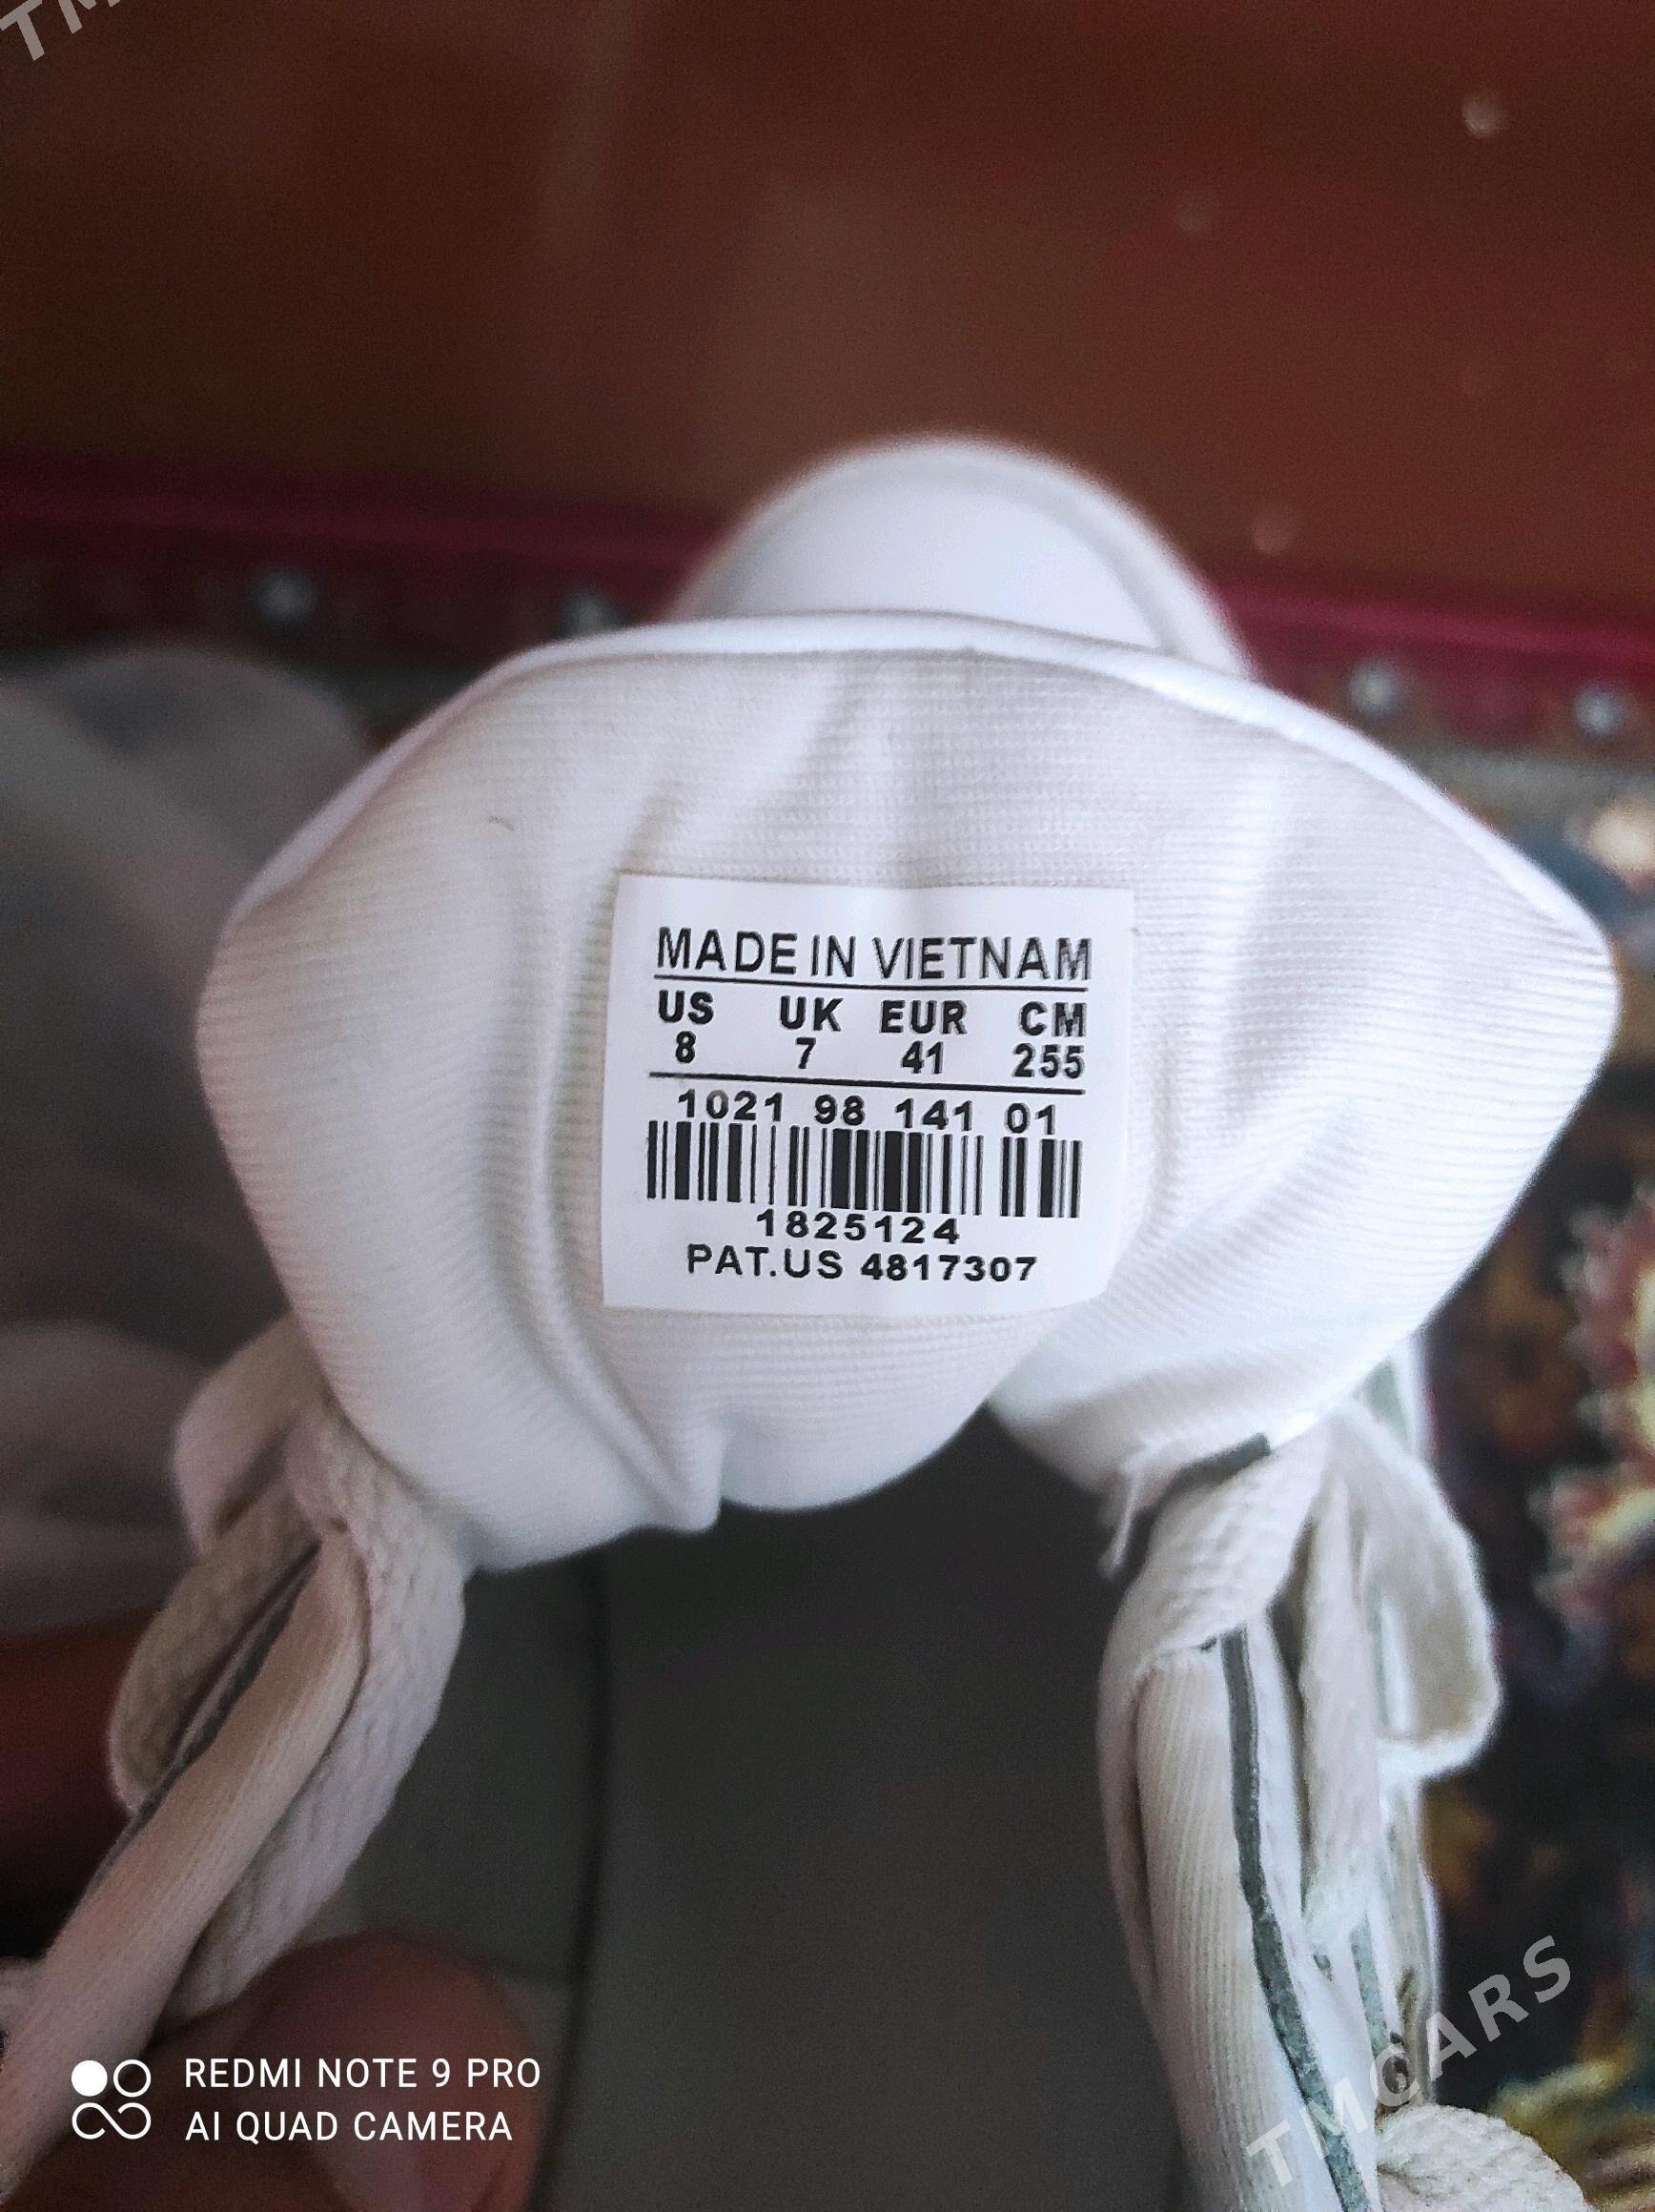 TM
MADE IN VIETNAM
US UK EUR CM
8 7 41 255
1021 98 141 01
1825124
PAT.US 4817307
REDMI NOTE 9 PRO
AI QUAD CAMERA
TMCARS